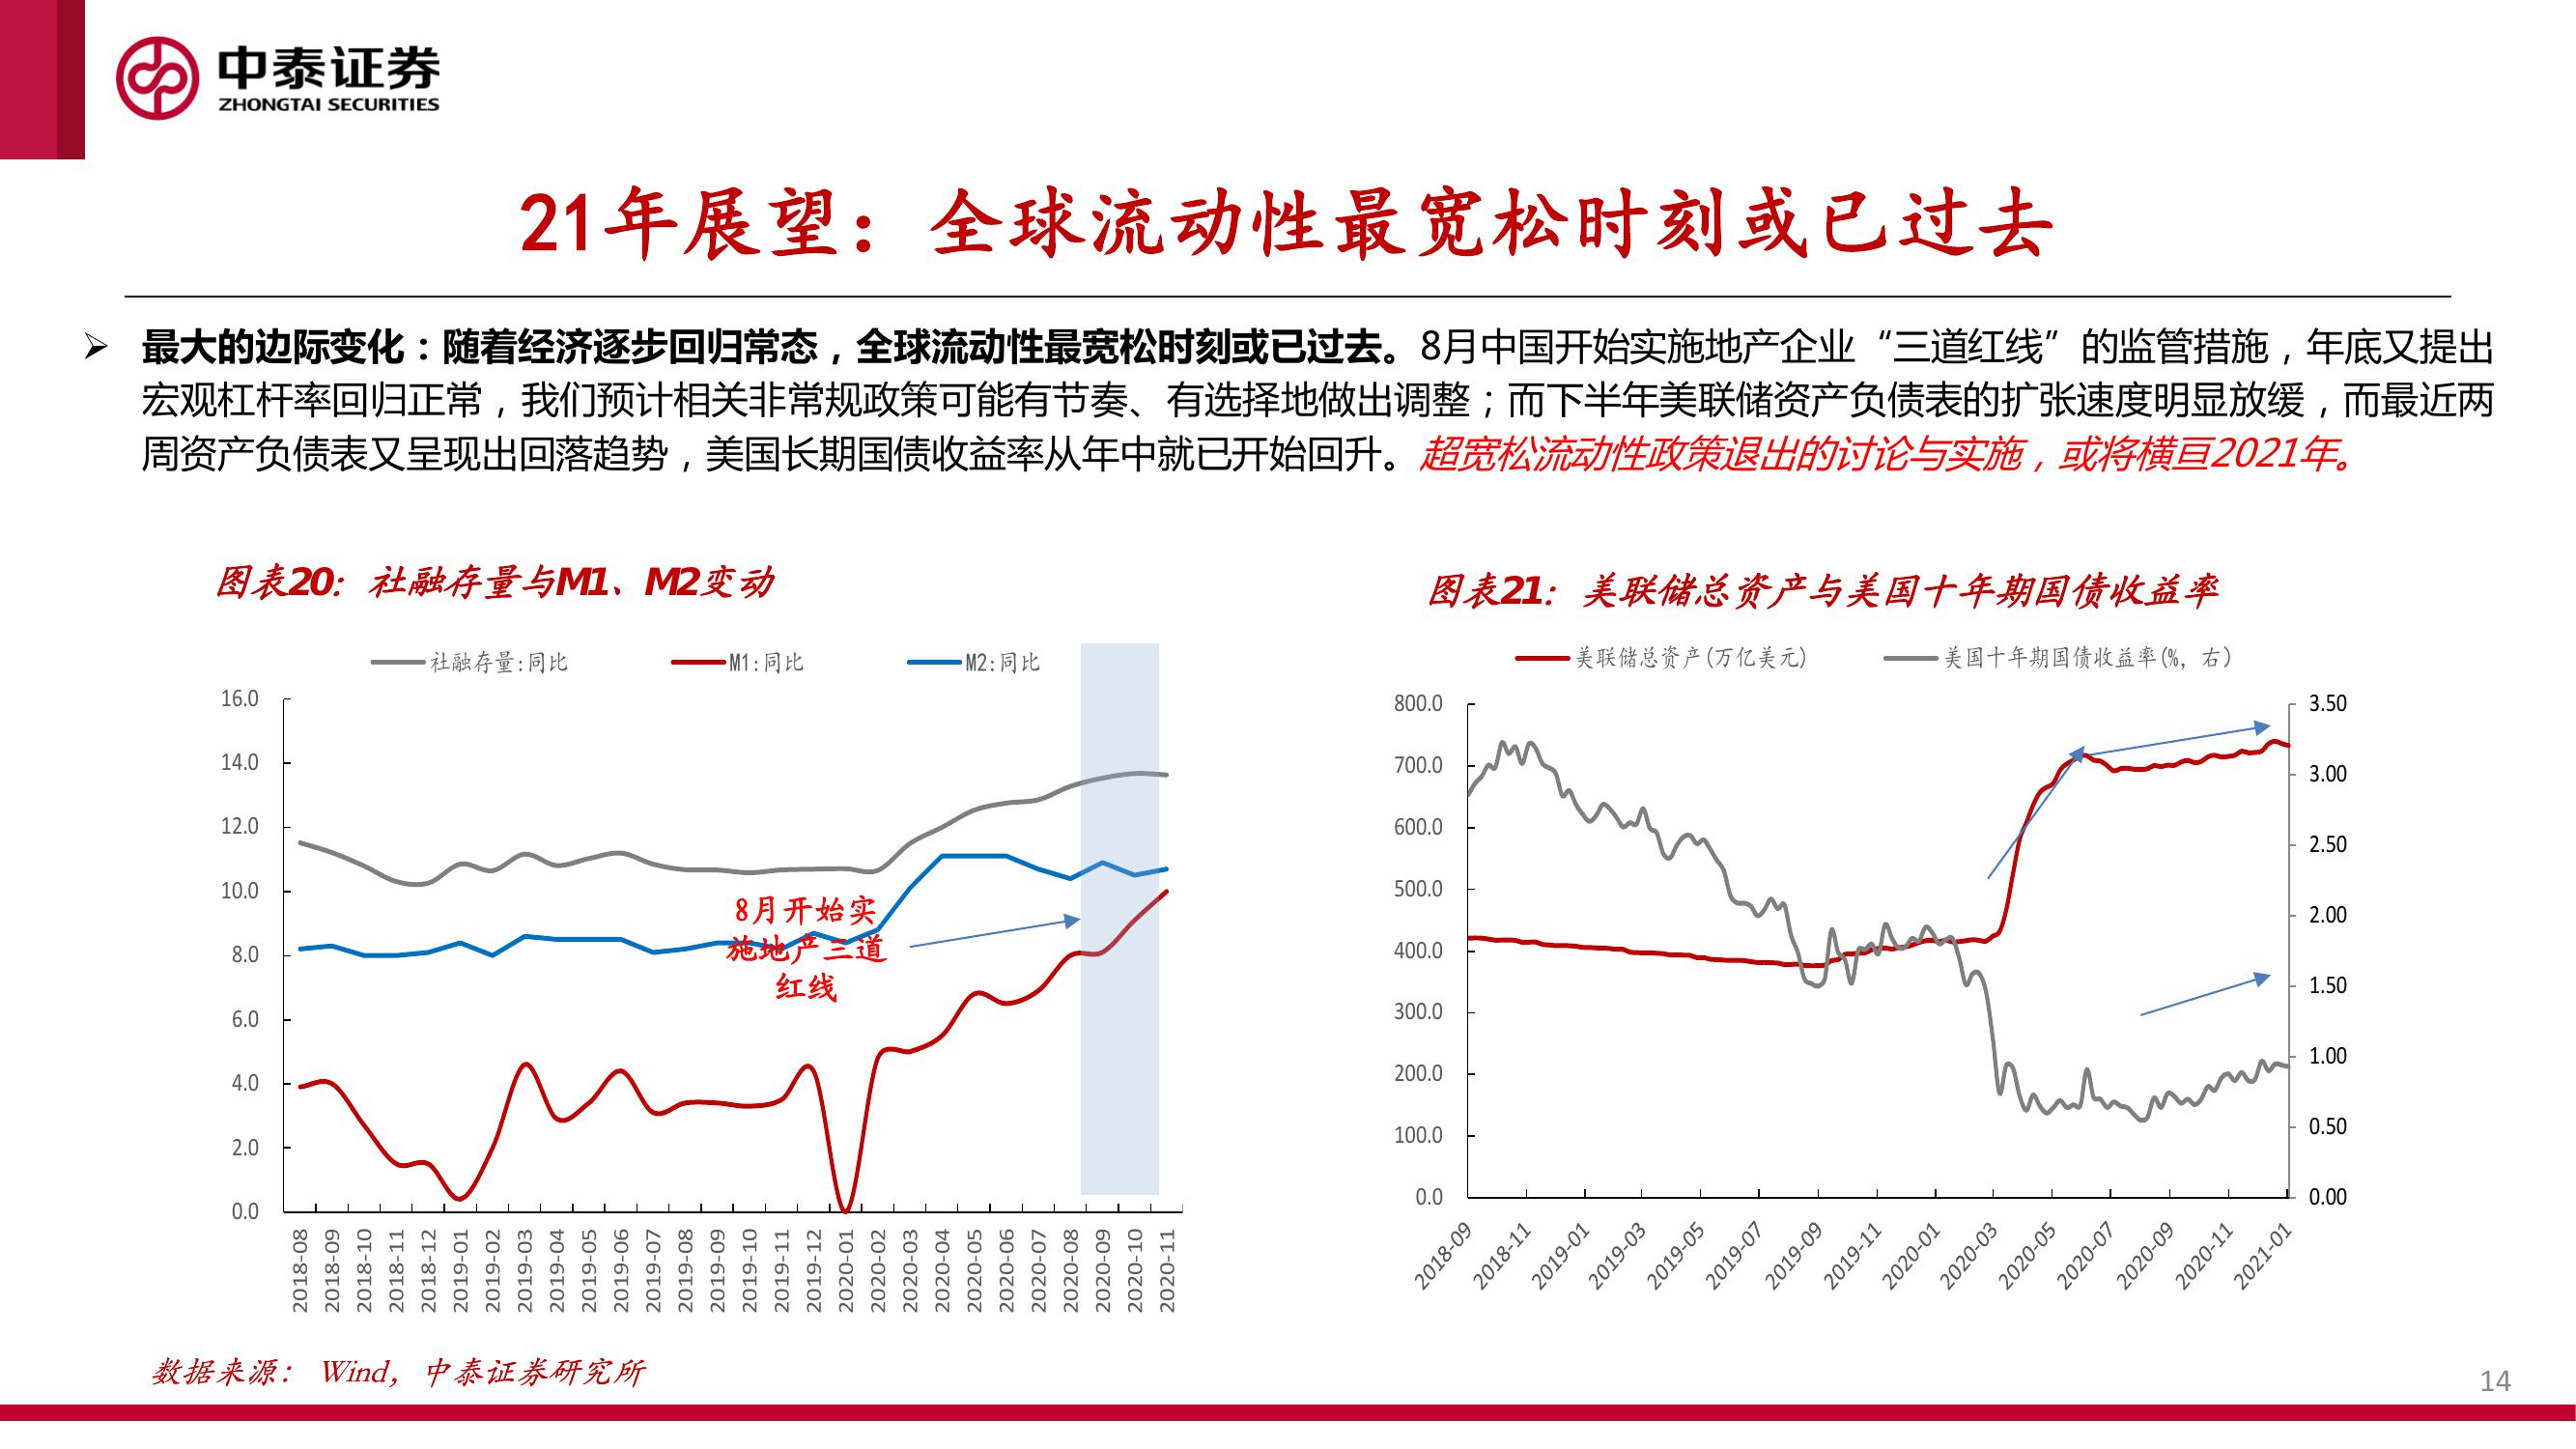 中泰证券
ZHONGTAI SECURITIES
21年展望：全球流动性最宽松时刻或已过去
➢ 最大的边际变化：随着经济逐步回归常态，全球流动性最宽松时刻或已过去。8月中国开始实施地产企业“三道红线”的监管措施，年底又提出
宏观杠杆率回归正常，我们预计相关非常规政策可能有节奏、有选择地做出调整；而下半年美联储资产负债表的扩张速度明显放缓，而最近两
周资产负债表又呈现出回落趋势，美国长期国债收益率从年中就已开始回升。超宽松流动性政策退出的讨论与实施，或将横亘2021年。
图表20：社融存量与M1、M2变动
社融存量:同比 M1:同比 M2:同比
16.0
14.0
12.0
10.0
8.0
6.0
4.0
2.0
0.0
8月开始实
施地产三道
红线
2018-08 2018-09 2018-10 2018-11 2018-12 2019-01 2019-02 2019-03 2019-04 2019-05 2019-06 2019-07 2019-08 2019-09 2019-10 2019-11 2019-12 2020-01 2020-02 2020-03 2020-04 2020-05 2020-06 2020-07 2020-08 2020-09 2020-10 2020-11
图表21：美联储总资产与美国十年期国债收益率
美联储总资产(万亿美元) 美国十年期国债收益率(%，右)
800.0
700.0
600.0
500.0
400.0
300.0
200.0
100.0
0.0
3.50
3.00
2.50
2.00
1.50
1.00
0.50
0.00
2018-09 2018-11 2019-01 2019-03 2019-05 2019-07 2019-09 2019-11 2020-01 2020-03 2020-05 2020-07 2020-09 2020-11 2021-01
数据来源： Wind，中泰证券研究所
14